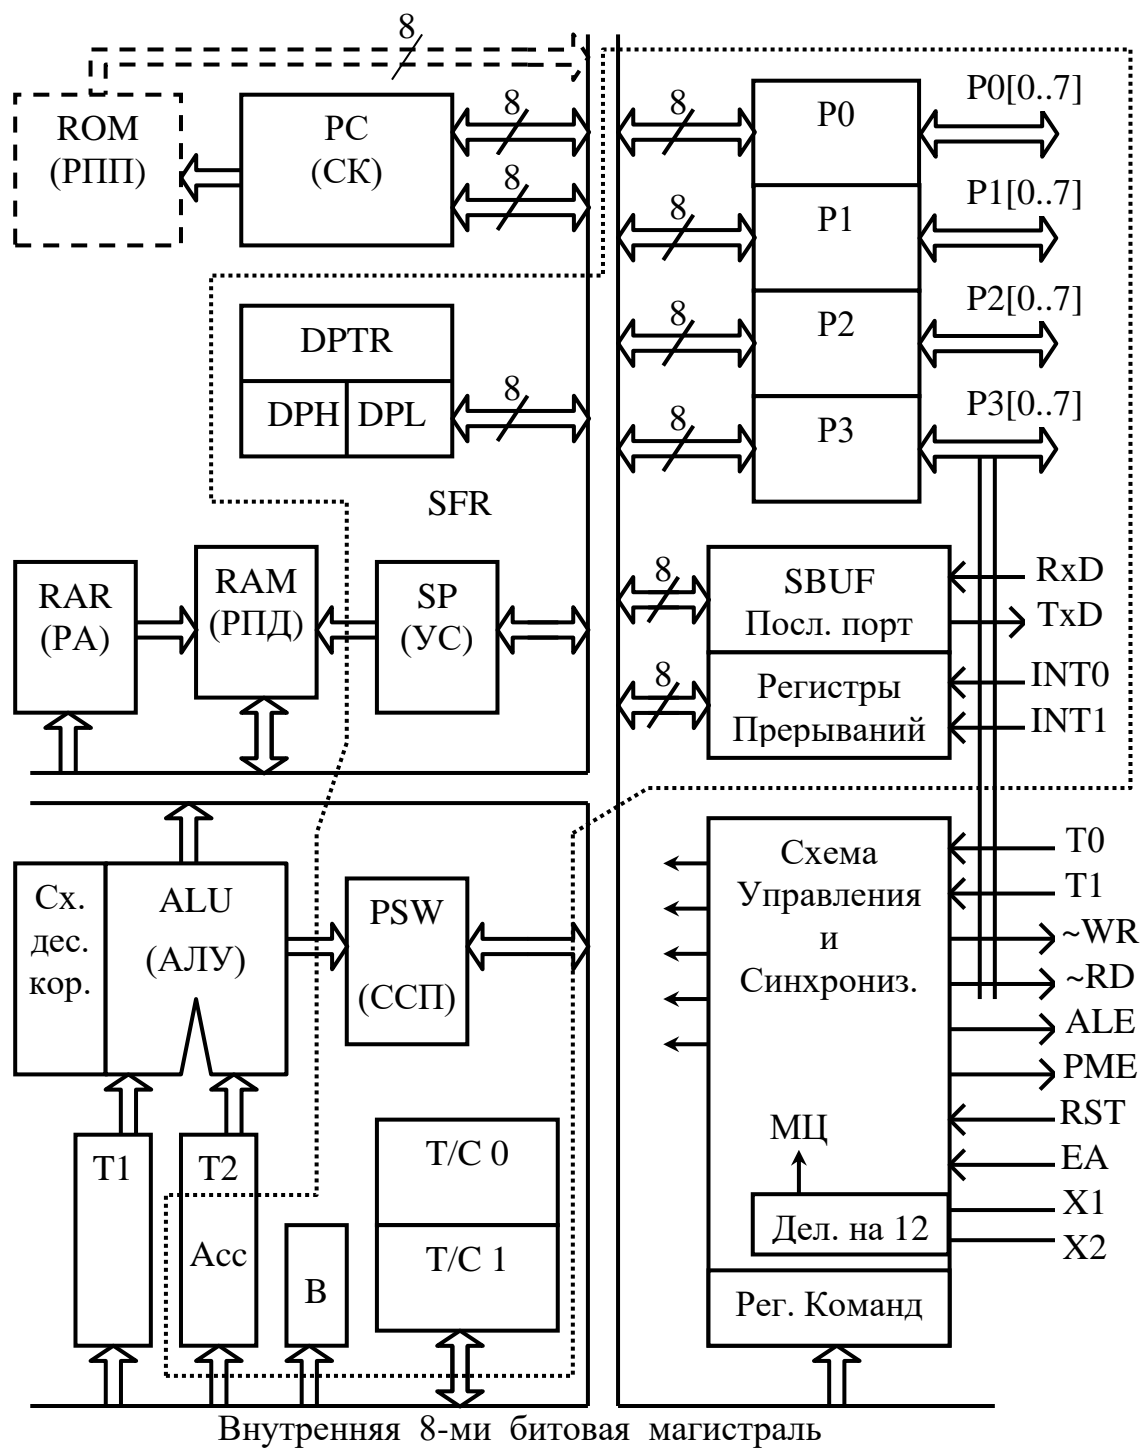 8
ROM
(РПП)
PC
(СК)
8
8
8
P0
P0[0..7]
8
P1
P1[0..7]
8
P2
P2[0..7]
8
P3
P3[0..7]
DPTR
DPH
DPL
8
SFR
RAR
(РА)
RAM
(РПД)
SP
(УС)
8
SBUF
Посл. порт
RxD
TxD
8
Регистры
Прерываний
INT0
INT1
Сх.
дес.
кор.
ALU
(АЛУ)
PSW
(ССП)
Схема
Управления
и
Синхрониз.
T0
T1
~WR
~RD
ALE
PME
RST
EA
X1
X2
МЦ
Дел. на 12
Рег. Команд
T1
T2
Acc
B
T/C 0
T/C 1
Внутренняя 8-ми битовая магистраль